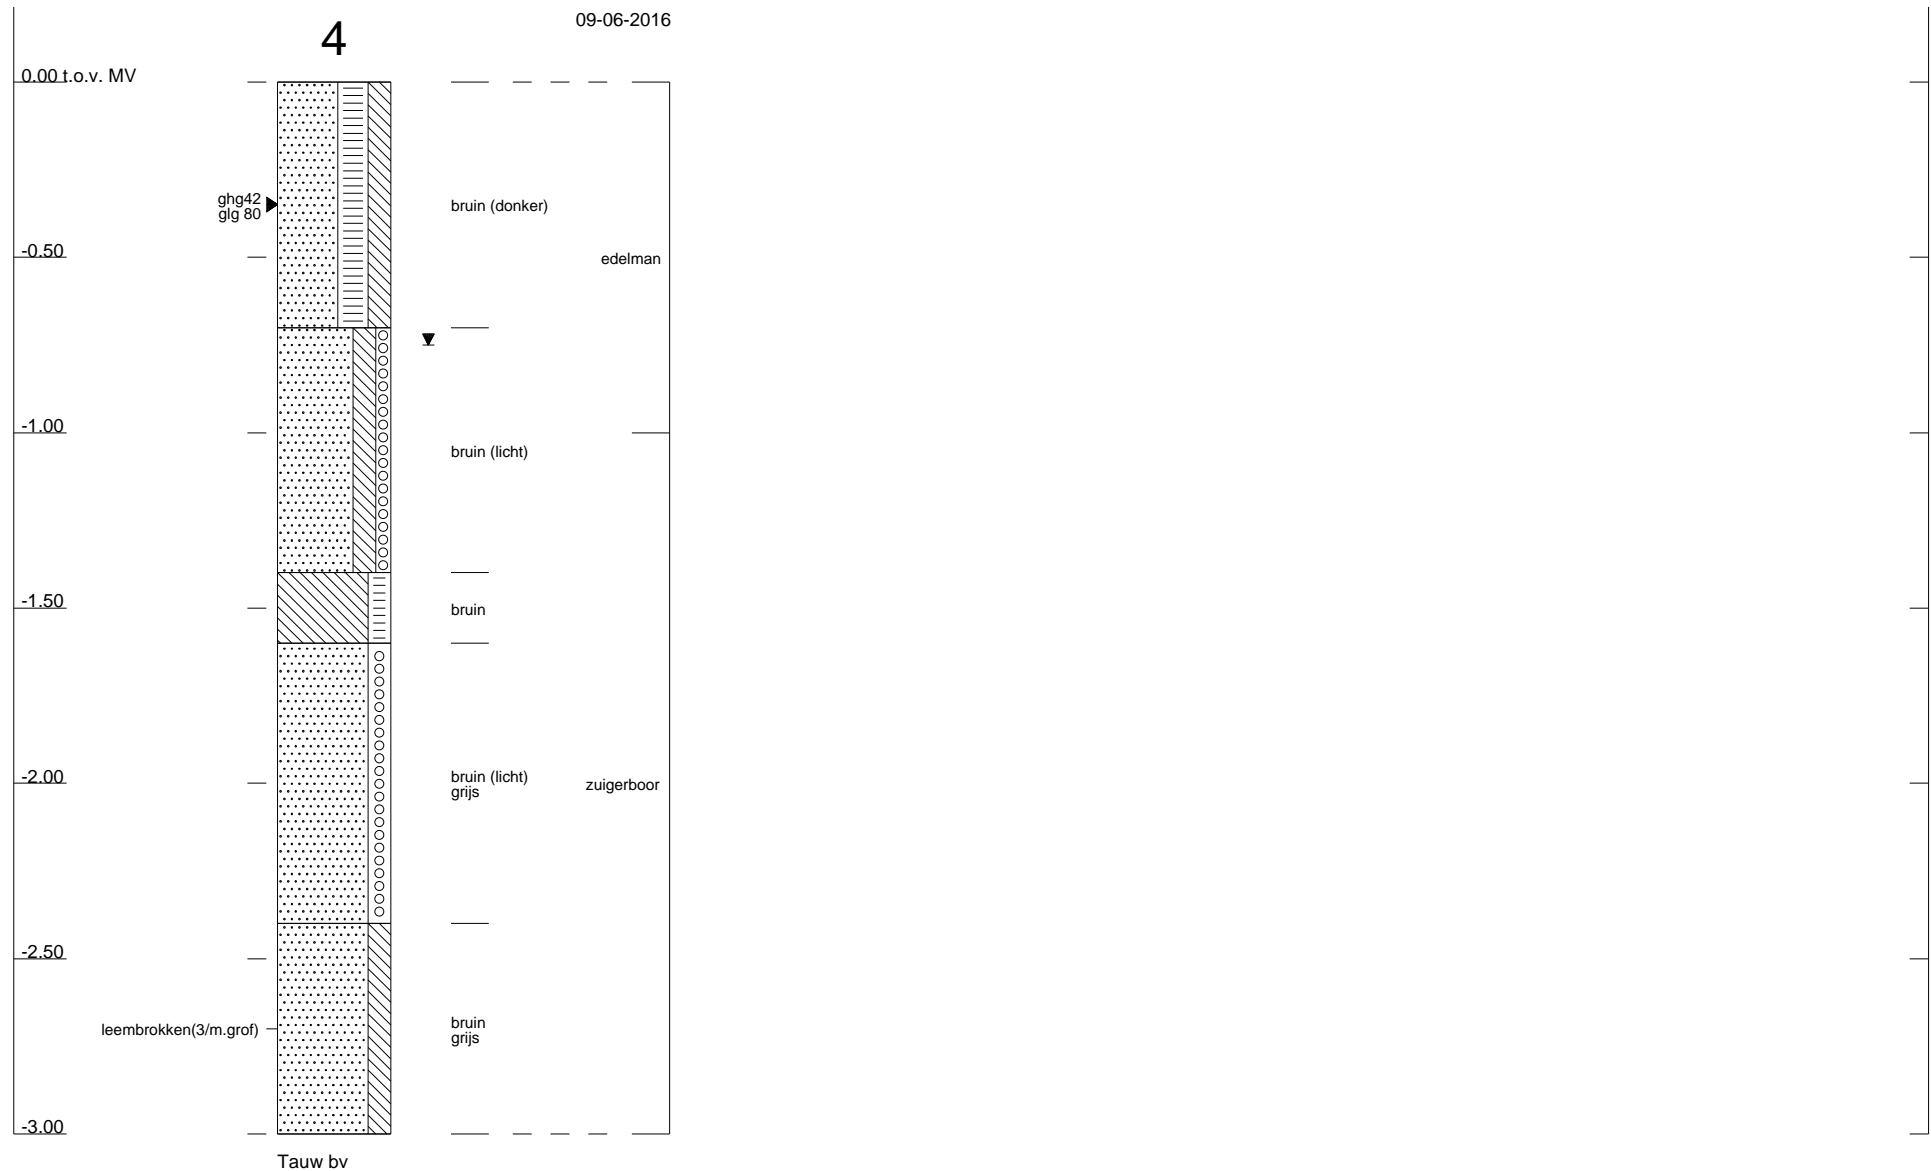 09-06-2016
4
0.00 t.o.v. MV
ghg42
glg 80
bruin (donker)
-0.50
edelman
-1.00
bruin (licht)
-1.50
bruin
-2.00
bruin (licht)
grijs
zuigerboor
-2.50
leembrokken(3/m.grof)
bruin
grijs
-3.00
Tauw bv